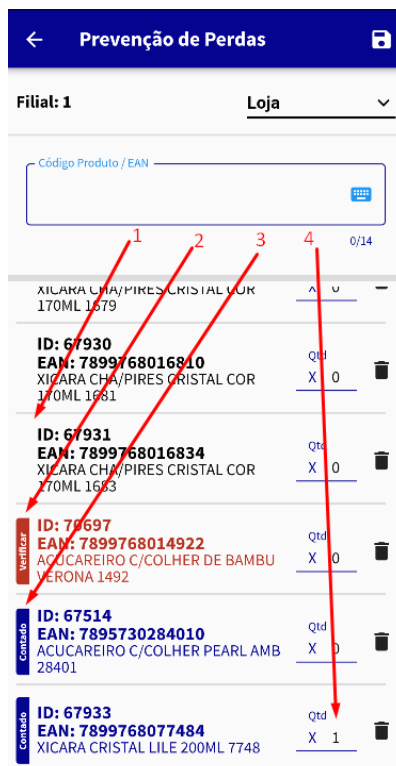 Prevenção de Perdas
Filial: 1
Loja
Código Produto / EAN
0/14
1 2 3 4
XICARA CHA/PIRES CRISTAL COR
170ML 1679
X 0
ID: 67930
EAN: 7899768016810
XICARA CHA/PIRES CRISTAL COR
170ML 1681
Qtd
X 0
ID: 67931
EAN: 7899768016834
XICARA CHA/PIRES CRISTAL COR
170ML 1683
Qtd
X 0
Verificar
ID: 70697
EAN: 7899768014922
ACUCAREIRO C/COLHER DE BAMBU
VERONA 1492
Qtd
X 0
Contado
ID: 67514
EAN: 7895730284010
ACUCAREIRO C/COLHER PEARL AMB
28401
Qtd
X 0
Contado
ID: 67933
EAN: 7899768077484
XICARA CRISTAL LILE 200ML 7748
Qtd
X 1